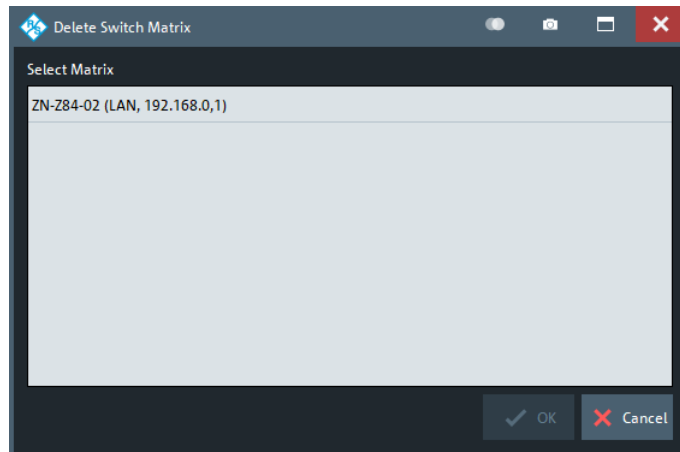 Delete Switch Matrix
Select Matrix
ZN-Z84-02 (LAN, 192.168.0,1)
OK
Cancel